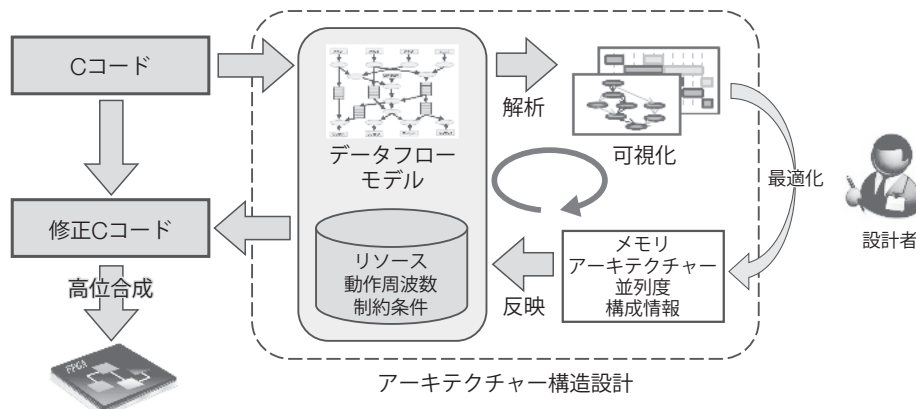 Cコード
解析
可視化
データフロー
モデル
最適化
設計者
修正Cコード
リソース
動作周波数
制約条件
反映
メモリ
アーキテクチャー
並列度
構成情報
高位合成
FPGA
アーキテクチャー構造設計